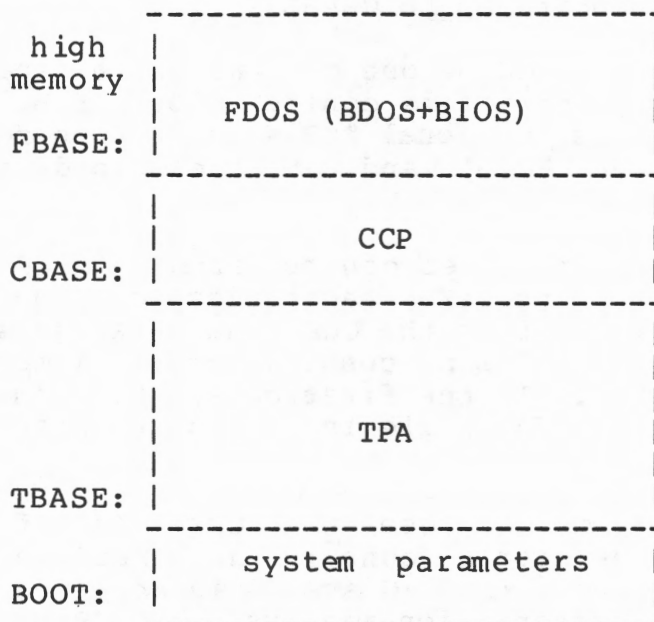 high
memory
FDOS (BDOS+BIOS)
FBASE:
CCP
CBASE:
TPA
TBASE:
system parameters
BOOT: